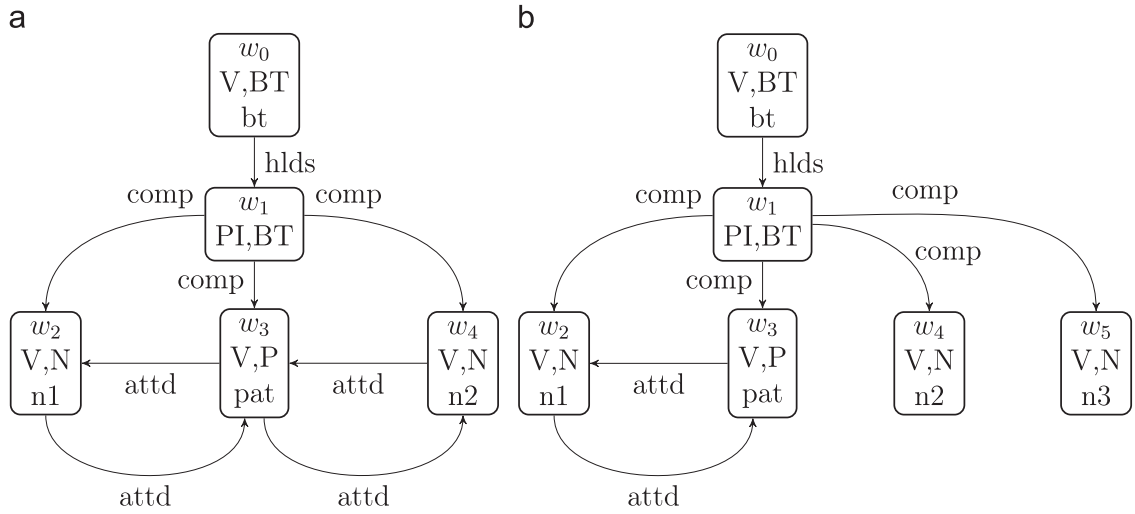 a
w0
V,BT
bt
hlds
comp
comp
w1
PI,BT
comp
w2
V,N
n1
w3
V,P
pat
w4
V,N
n2
attd
attd
attd
attd
b
w0
V,BT
bt
hlds
comp
comp
w1
PI,BT
comp
comp
w2
V,N
n1
w3
V,P
pat
w4
V,N
n2
w5
V,N
n3
attd
attd